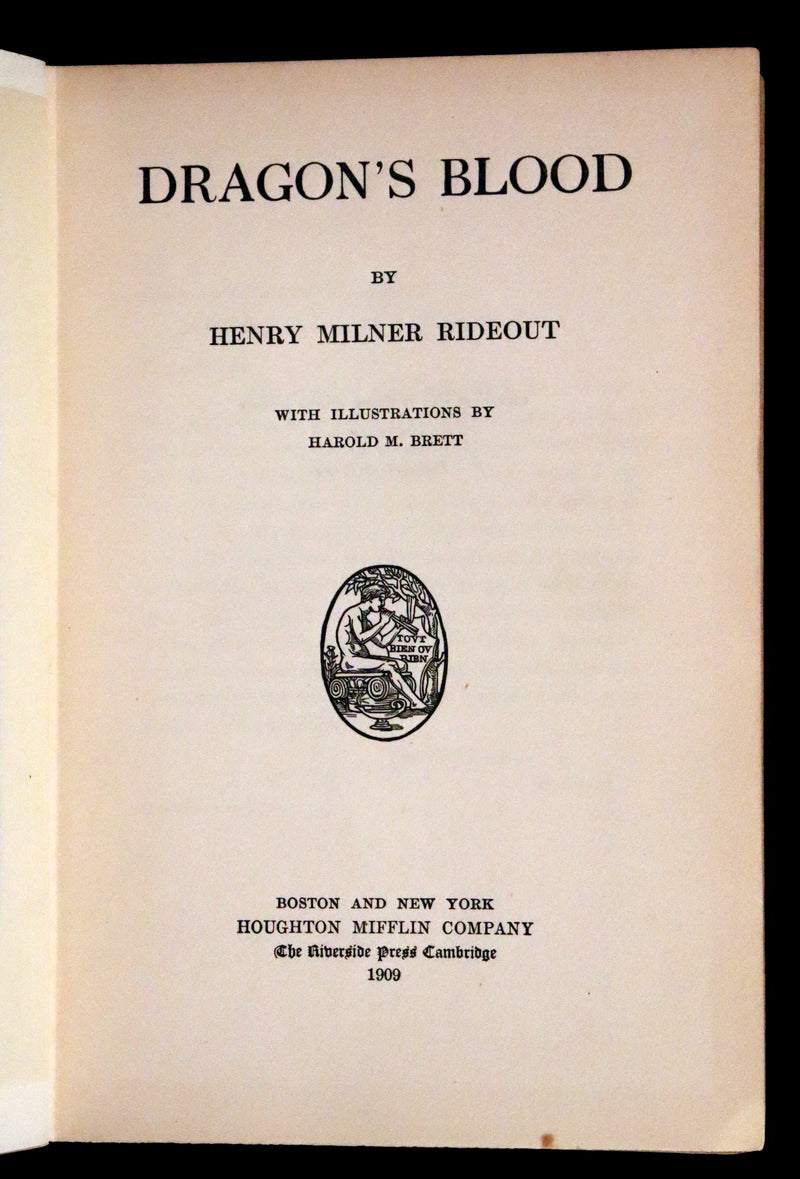 DRAGON'S BLOOD
BY
HENRY MILNER RIDEOUT
WITH ILLUSTRATIONS BY
HAROLD M. BRETT
TOVT
BIEN OV
RIEN
BOSTON AND NEW YORK
HOUGHTON MIFFLIN COMPANY
The Riverside Press Cambridge
1909